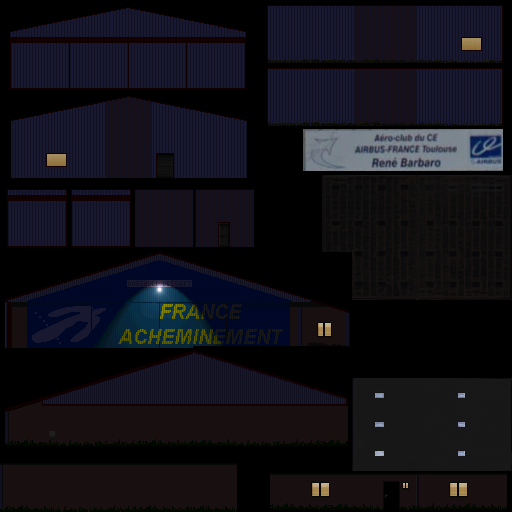 Aéro-club du CE
AIRBUS-FRANCE Toulouse
René Barbaro
AIRBUS
FRANCE
ACHEMINEMENT